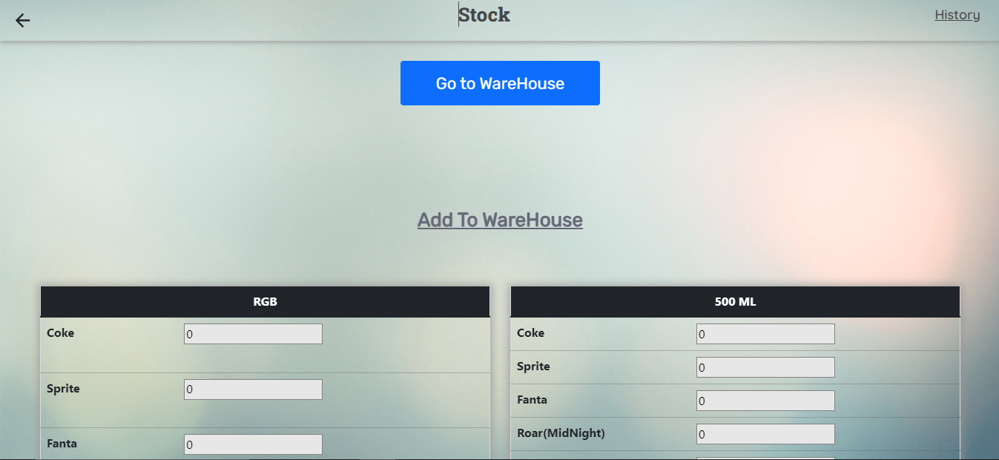 Stock
History
Go to WareHouse
Add To WareHouse
RGB
Coke 0
Sprite 0
Fanta 0
500 ML
Coke 0
Sprite 0
Fanta 0
Roar(MidNight) 0